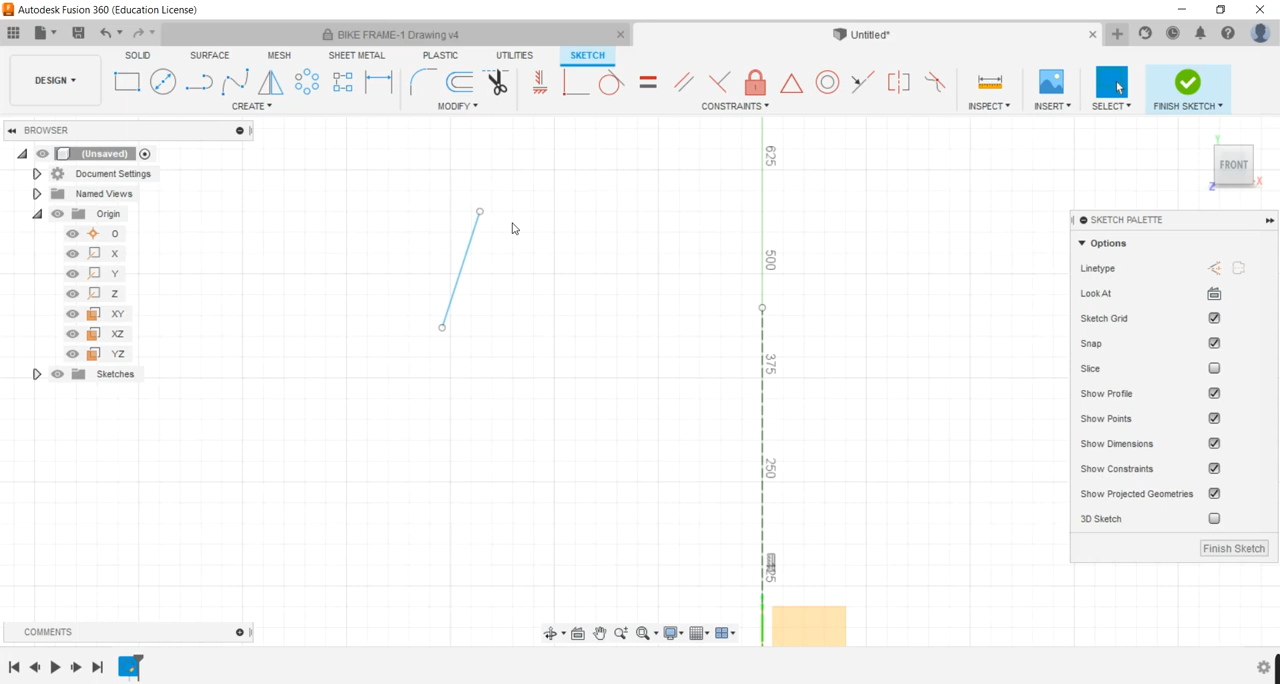 Autodesk Fusion 360 (Education License)
BIKE FRAME-1 Drawing v4
Untitled*
SOLID SURFACE MESH SHEET METAL PLASTIC UTILITIES SKETCH
DESIGN
CREATE MODIFY CONSTRAINTS INSPECT INSERT SELECT FINISH SKETCH
BROWSER
(Unsaved)
Document Settings
Named Views
Origin
O
X
Y
Z
XY
XZ
YZ
Sketches
625
500
375
250
Y
FRONT
X
Z
SKETCH PALETTE
Options
Linetype
Look At
Sketch Grid
Snap
Slice
Show Profile
Show Points
Show Dimensions
Show Constraints
Show Projected Geometries
3D Sketch
Finish Sketch
COMMENTS